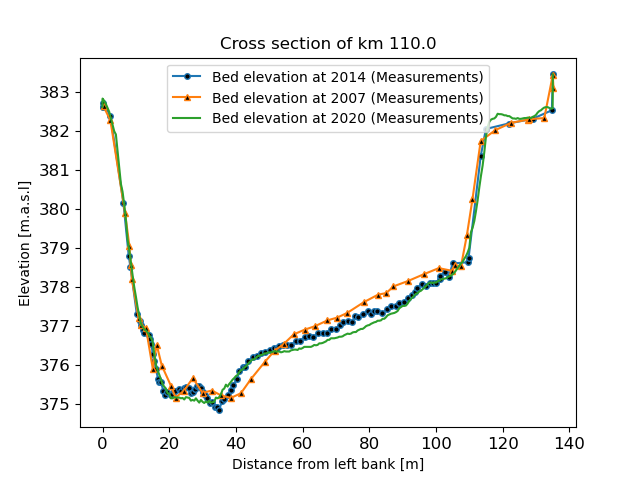 Cross section of km 110.0
Bed elevation at 2014 (Measurements)
Bed elevation at 2007 (Measurements)
Bed elevation at 2020 (Measurements)
Elevation [m.a.s.l]
383
382
381
380
379
378
377
376
375
0 20 40 60 80 100 120 140
Distance from left bank [m]